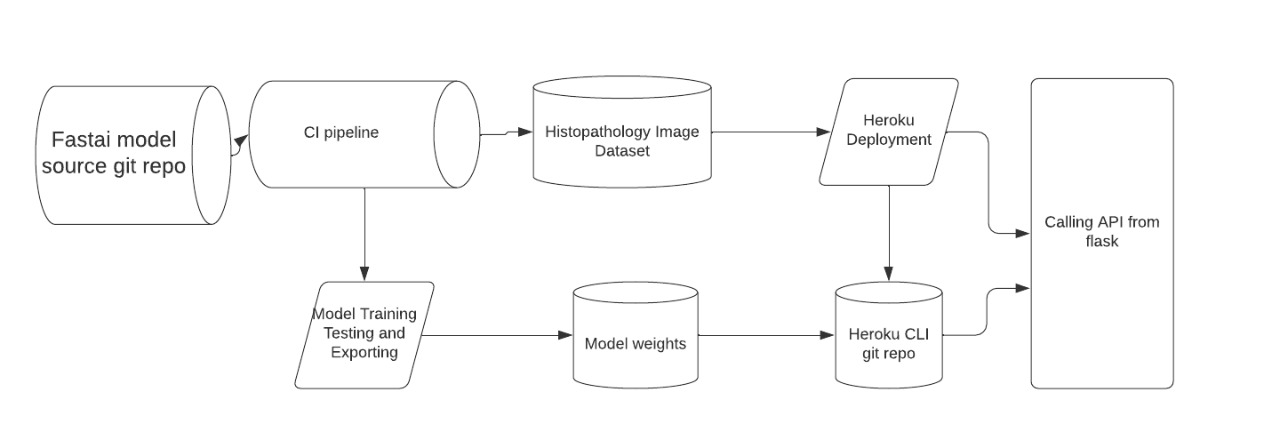 Fastai model
source git repo
CI pipeline
Histopathology Image
Dataset
Heroku
Deployment
Calling API from
flask
Model Training
Testing and
Exporting
Model weights
Heroku CLI
git repo